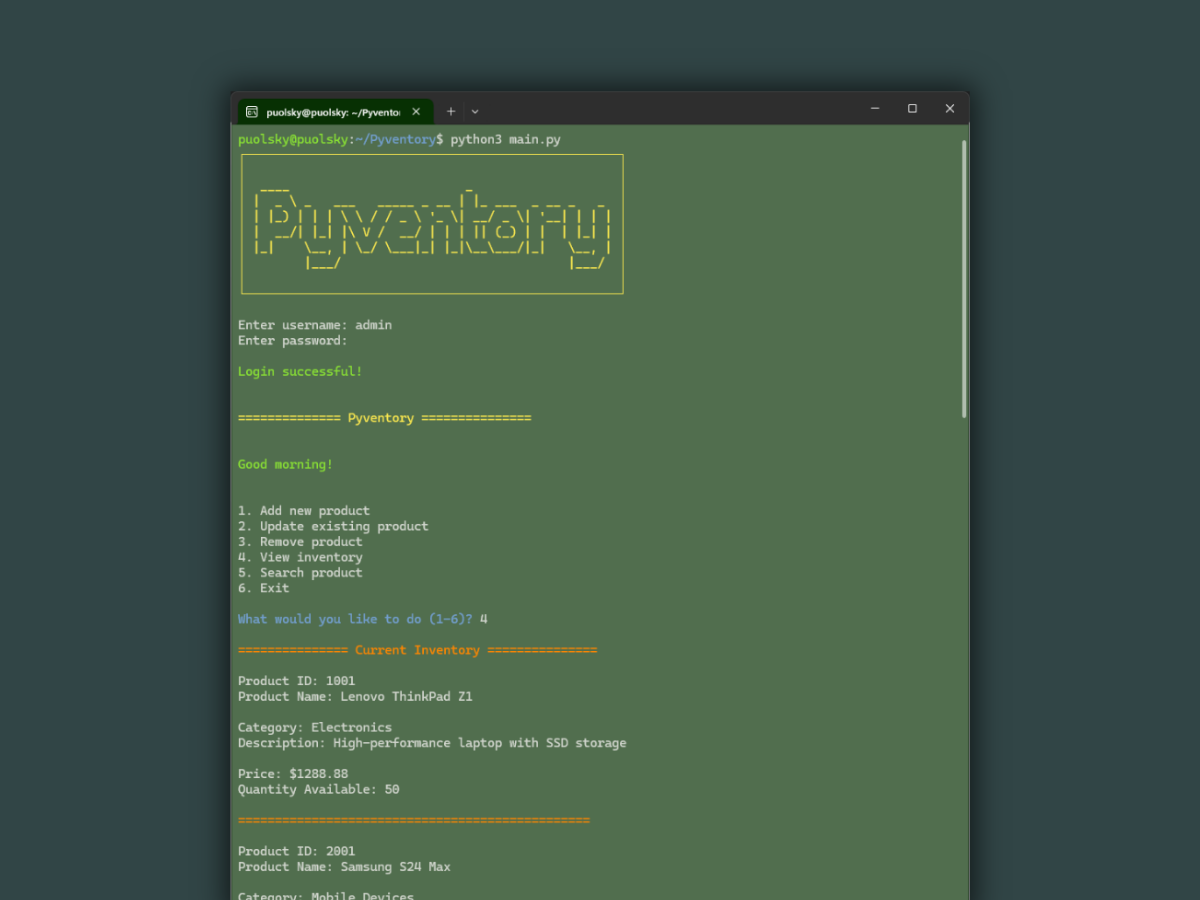 puolsky@puolsky: ~/Pyvento
puolsky@puolsky:~/Pyventory$ python3 main.py
Pyventory
Enter username: admin
Enter password:
Login successful!
============== Pyventory ===============
Good morning!
1. Add new product
2. Update existing product
3. Remove product
4. View inventory
5. Search product
6. Exit
What would you like to do (1-6)? 4
=============== Current Inventory ===============
Product ID: 1001
Product Name: Lenovo ThinkPad Z1
Category: Electronics
Description: High-performance laptop with SSD storage
Price: $1288.88
Quantity Available: 50
================================================
Product ID: 2001
Product Name: Samsung S24 Max
Category: Mobile Devices